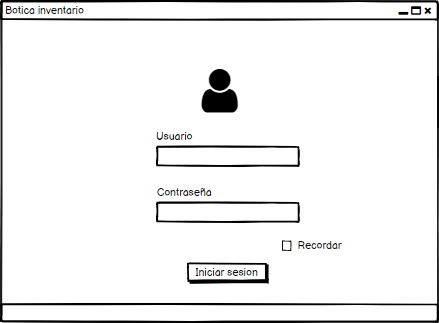 Botica inventario
Usuario
Contraseña
Recordar
Iniciar sesion